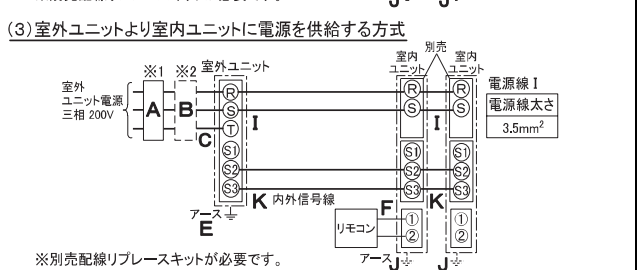 (3)室外ユニットより室内ユニットに電源を供給する方式
※1 ※2 室外ユニット
別売
室内
ユニット
室内
ユニット
室外
ユニット電源
三相 200V
A
B
C
R
S
T
S1
S2
S3
I
K 内外信号線
アース
E
R
S
S1
S2
S3
①
②
I
K
R
S
S1
S2
S3
①
②
F
リモコン
アース
J
J
電源線 I
電源線太さ
3.5mm²
※別売配線リプレースキットが必要です。